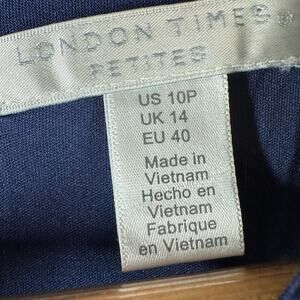 LONDON TIMES
PETITES
US 10P
UK 14
EU 40
Made in
Vietnam
Hecho en
Vietnam
Fabrique
en Vietnam